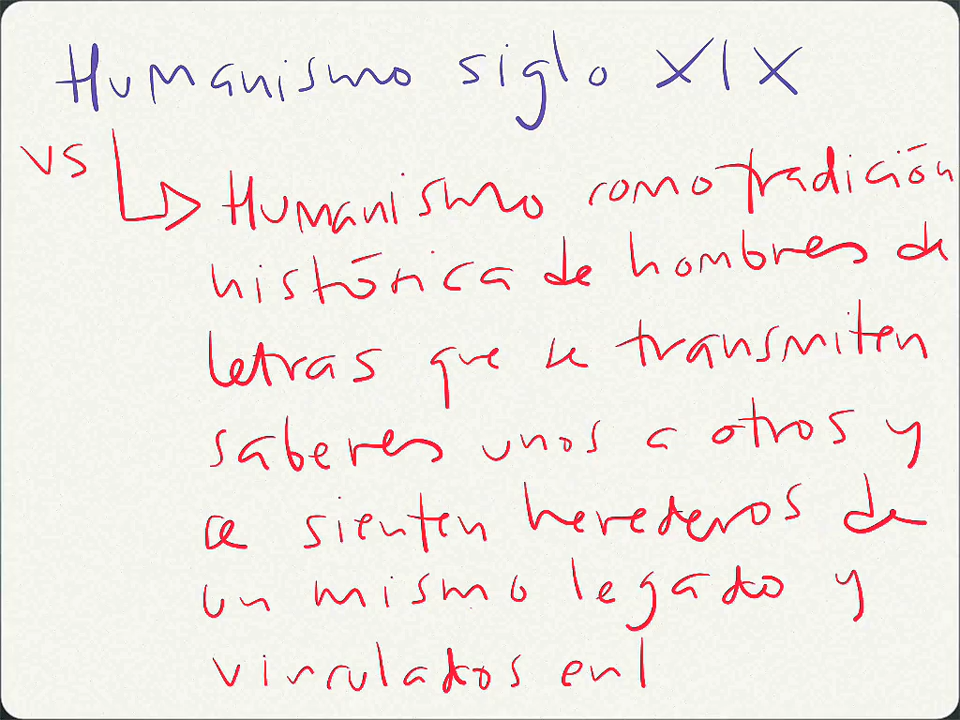 Humanismo siglo XIX
vs Humanismo como tradición
histórica de hombres de
letras que se transmiten
saberes unos a otros y
se sienten herederos de
un mismo legado y
vinculados enl